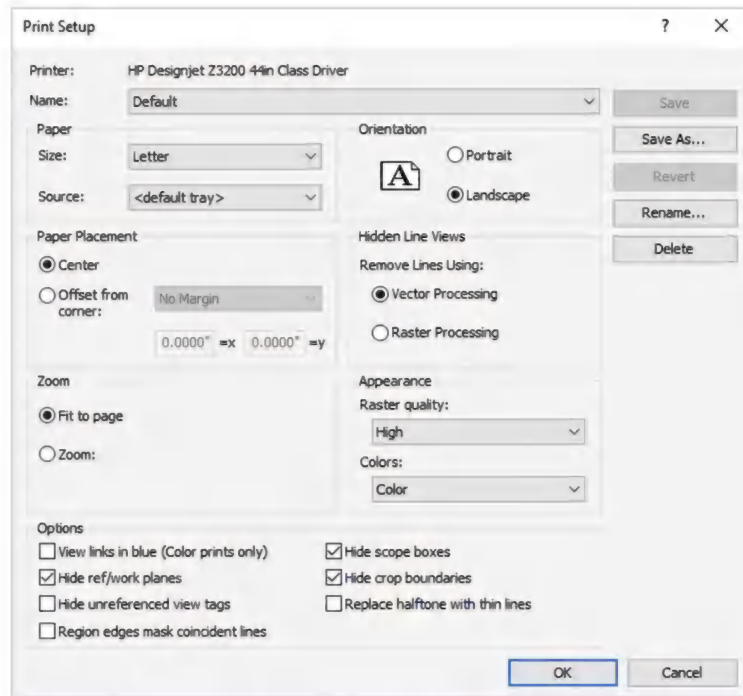 Print Setup
? X
Printer: HP Designjet Z3200 44in Class Driver
Name: Default
Save
Paper
Size: Letter
Source: <default tray>
Orientation
A
Portrait
Landscape
Save As...
Revert
Rename...
Delete
Paper Placement
Center
Offset from
corner:
No Margin
0.0000" =x 0.0000" =y
Hidden Line Views
Remove Lines Using:
Vector Processing
Raster Processing
Zoom
Fit to page
Zoom:
Appearance
Raster quality:
High
Colors:
Color
Options
View links in blue (Color prints only)
Hide ref/work planes
Hide unreferenced view tags
Region edges mask coincident lines
Hide scope boxes
Hide crop boundaries
Replace halftone with thin lines
OK
Cancel